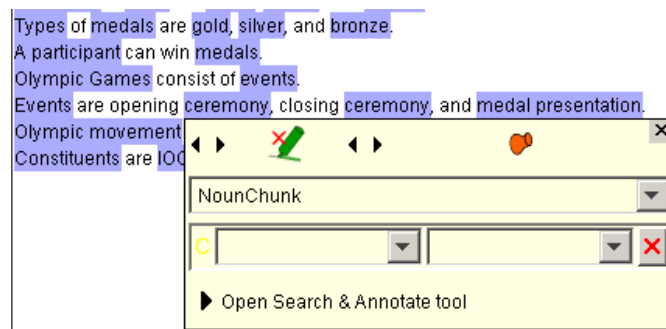 Types of medals are gold, silver, and bronze.
A participant can win medals.
Olympic Games consist of events.
Events are opening ceremony, closing ceremony, and medal presentation.
Olympic movement
Constituents are
NounChunk
C
Open Search & Annotate tool